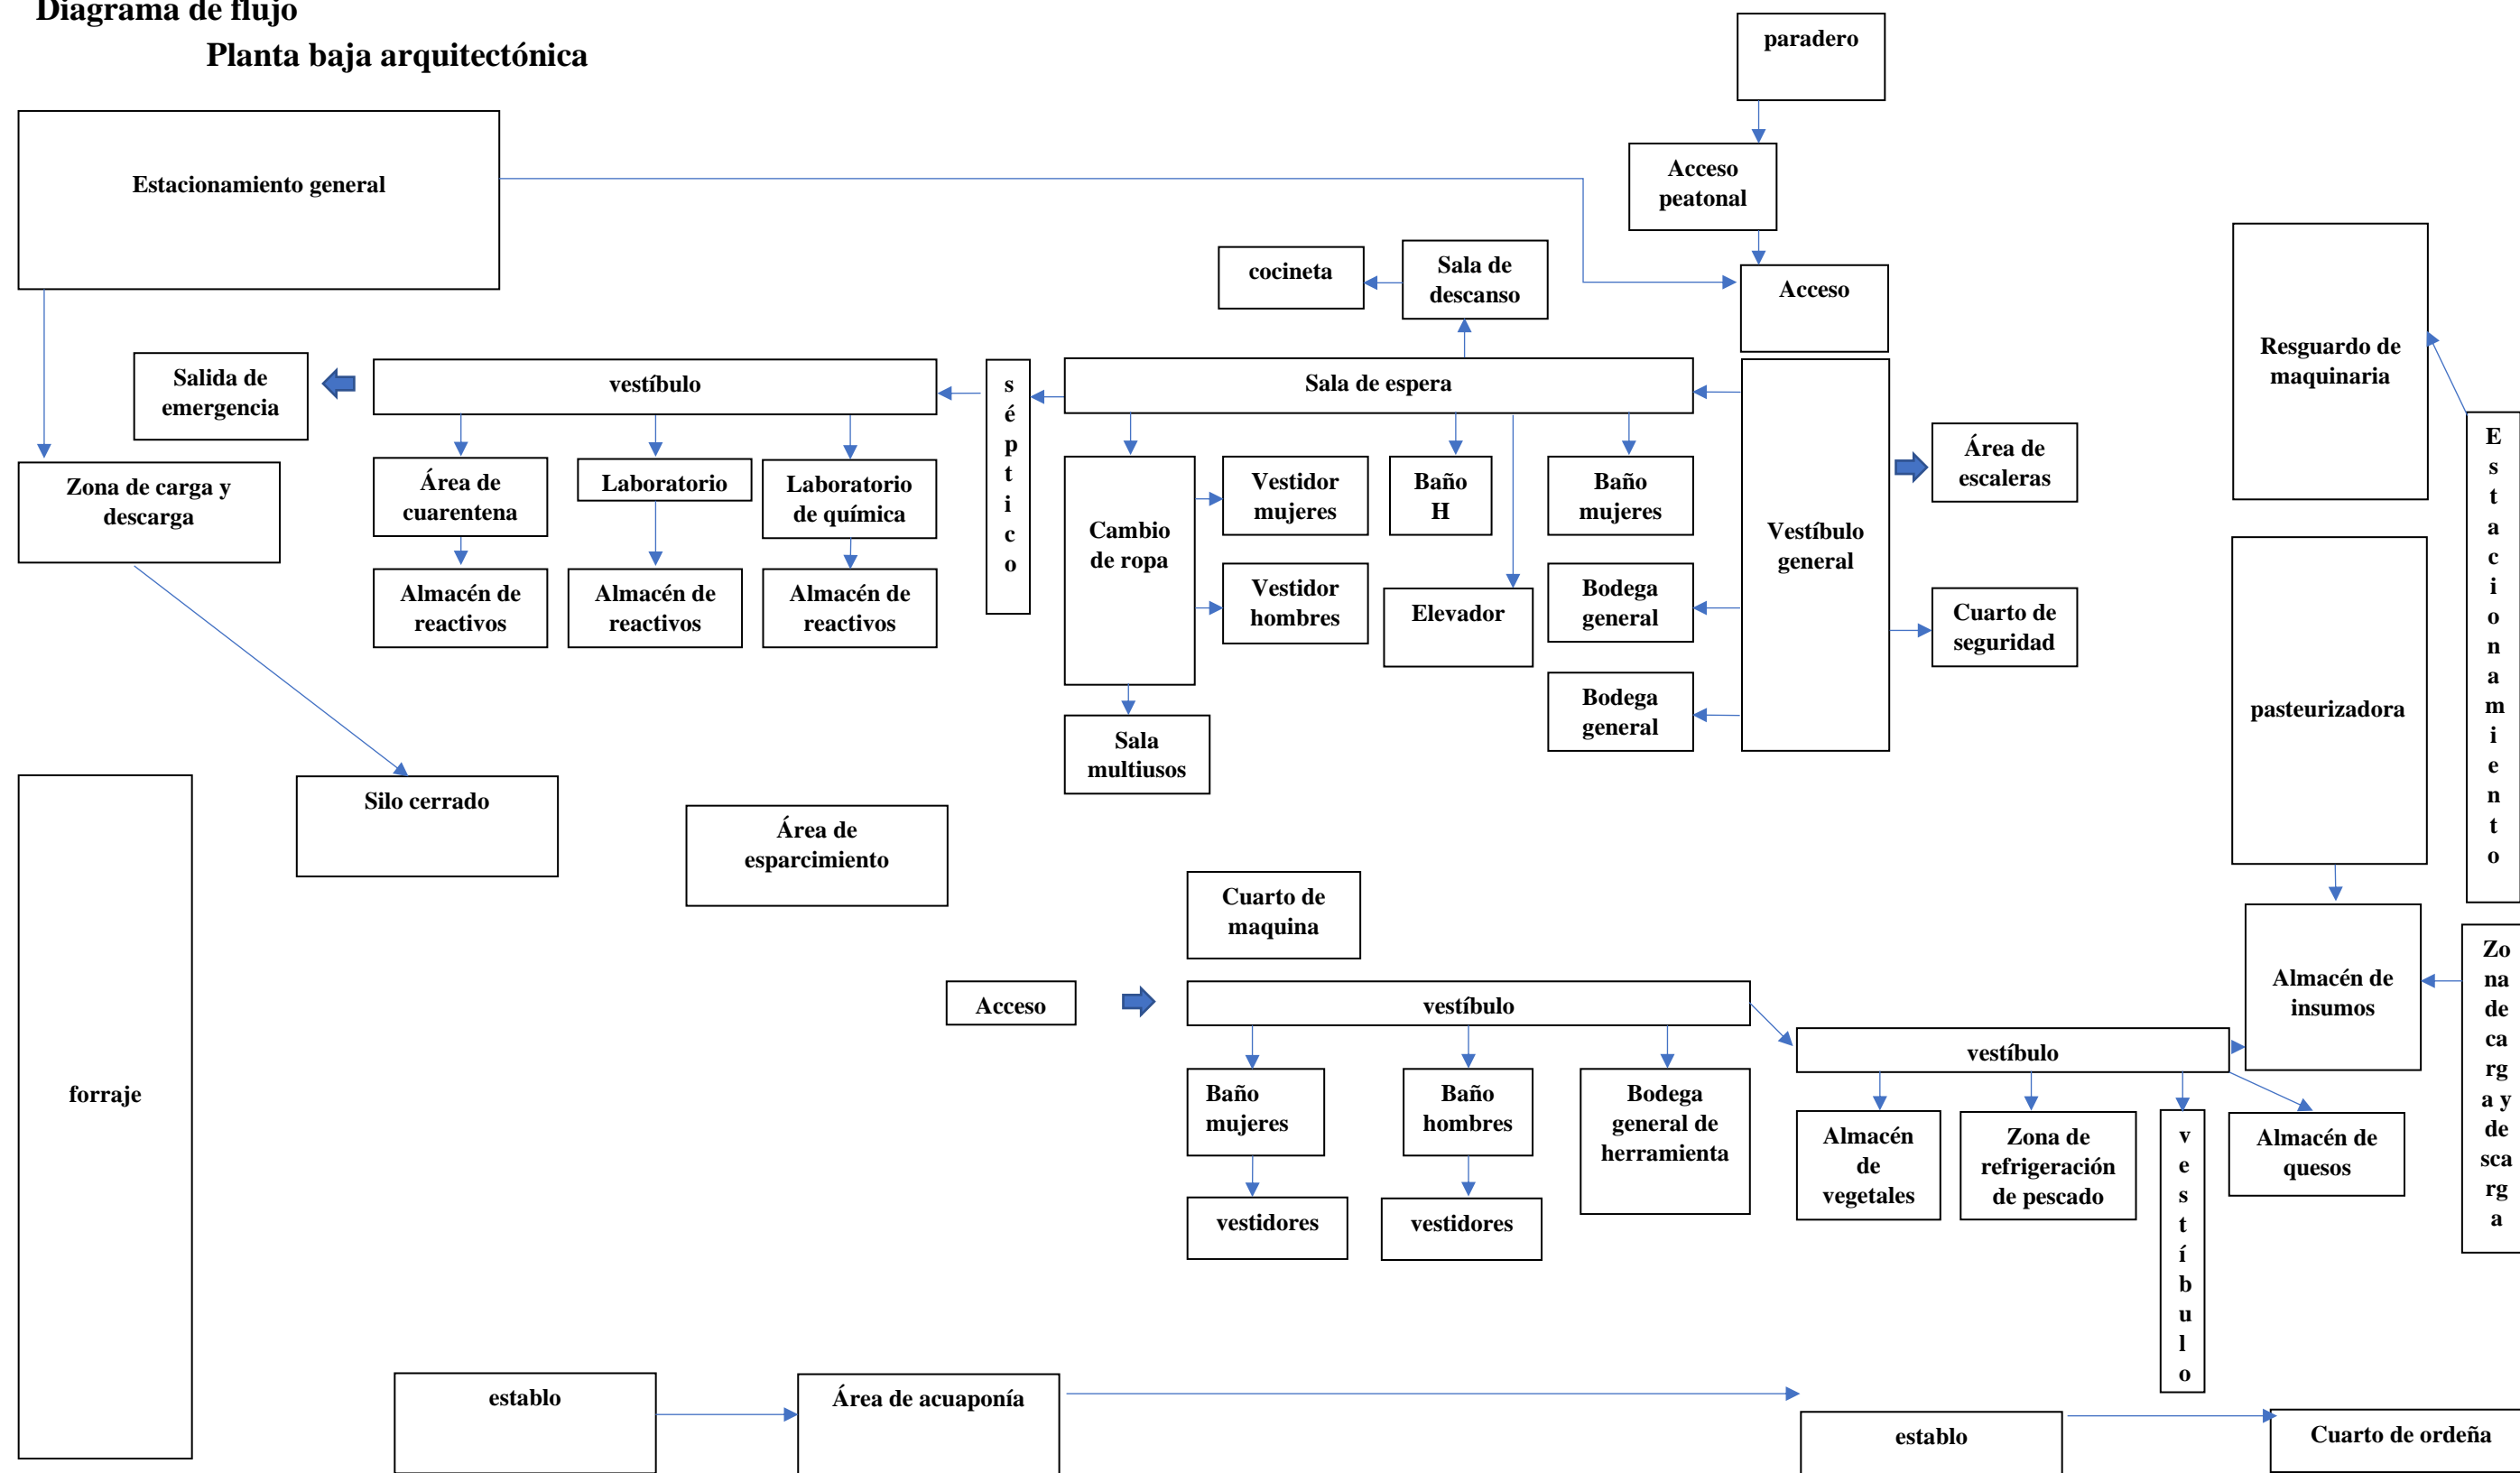 Diagrama de flujo
Planta baja arquitectónica
paradero
Estacionamiento general
Acceso
peatonal
cocineta
Sala de
descanso
Acceso
Resguardo de
maquinaria
Salida de
emergencia
vestíbulo
s
é
p
t
i
c
o
Sala de espera
Vestíbulo
general
Área de
escaleras
E
s
t
a
c
i
o
n
a
m
i
e
n
t
o
Zona de carga y
descarga
Área de
cuarentena
Laboratorio
Laboratorio
de química
Cambio
de ropa
Vestidor
mujeres
Baño
H
Baño
mujeres
Almacén de
reactivos
Almacén de
reactivos
Almacén de
reactivos
Vestidor
hombres
Elevador
Bodega
general
Cuarto de
seguridad
Bodega
general
pasteurizadora
Sala
multiusos
Silo cerrado
Área de
esparcimiento
Cuarto de
maquina
forraje
Acceso
vestíbulo
Almacén de
insumos
Zo
na
de
ca
rg
a y
de
sca
rg
a
vestíbulo
Baño
mujeres
Baño
hombres
Bodega
general de
herramienta
Almacén
de
vegetales
Zona de
refrigeración
de pescado
v
e
s
t
í
b
u
l
o
Almacén de
quesos
vestidores
vestidores
establo
Área de acuaponía
establo
Cuarto de ordeña